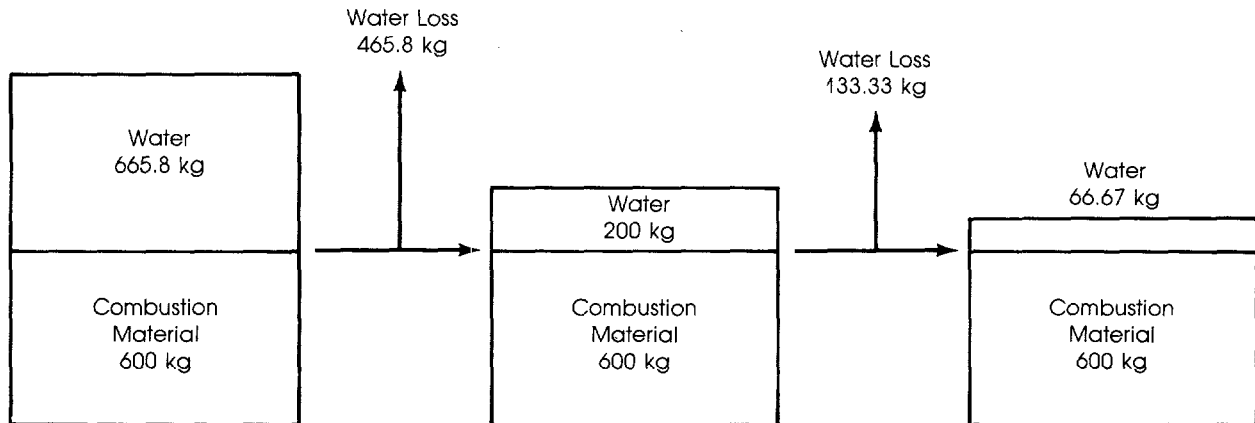 Water Loss
465.8 kg
Water Loss
133.33 kg
Water
665.8 kg
Water
200 kg
Water
66.67 kg
Combustion
Material
600 kg
Combustion
Material
600 kg
Combustion
Material
600 kg